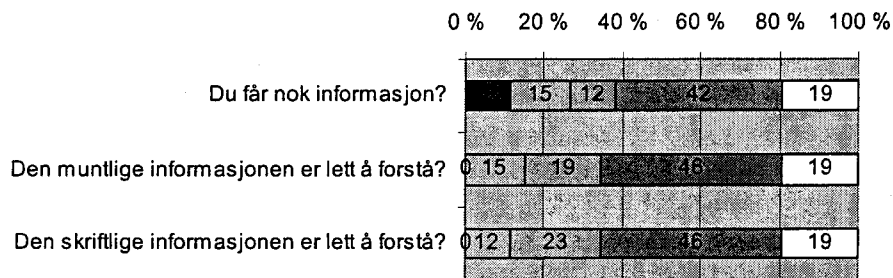 0 % 20 % 40 % 60 % 80 % 100 %
Du får nok informasjon? 15 12 42 19
Den muntlige informasjonen er lett å forstå? 0 15 19 46 19
Den skriftlige informasjonen er lett å forstå? 0 12 23 46 19